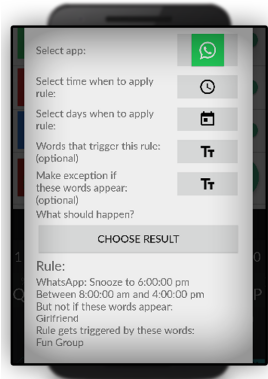 Select app:
Select time when to apply
rule:
Select days when to apply
rule:
Words that trigger this rule:
(optional)
Make exception if
these words appear:
(optional)
What should happen?
CHOOSE RESULT
Rule:
WhatsApp: Snooze to 6:00:00 pm
Between 8:00:00 am and 4:00:00 pm
But not if these words appear:
Girlfriend
Rule gets triggered by these words:
Fun Group